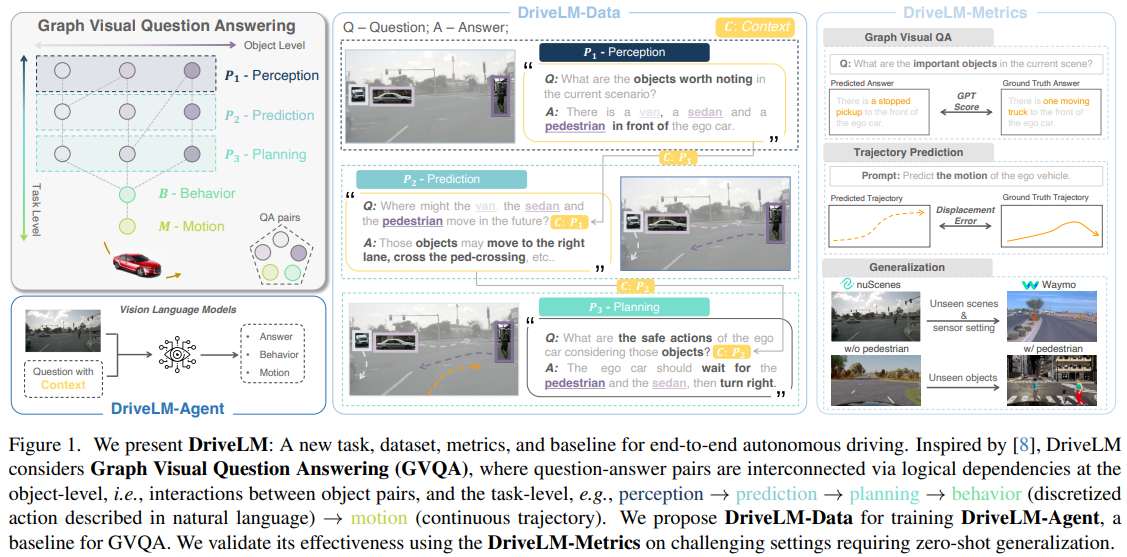 Graph Visual Question Answering
Object Level
P1 - Perception
P2 - Prediction
P3 - Planning
B - Behavior
M - Motion
Task Level
QA pairs
Vision Language Models
Question with
Context
• Answer
• Behavior
• Motion
DriveLM-Agent
DriveLM-Data
Q – Question; A – Answer;
C: Context
P1 - Perception
“
Q: What are the objects worth noting in
the current scenario?
A: There is a van, a sedan and a
pedestrian in front of the ego car.
”
C: P1
P2 - Prediction
“
Q: Where might the van, the sedan and
the pedestrian move in the future? C: P1
A: Those objects may move to the right
lane, cross the ped-crossing, etc..
”
C: P2
P3 - Planning
“
Q: What are the safe actions of the ego
car considering those objects? C: P2
A: The ego car should wait for the
pedestrian and the sedan, then turn right.
”
DriveLM-Metrics
Graph Visual QA
Q: What are the important objects in the current scene?
Predicted Answer
There is a stopped
pickup to the front of
the ego car.
GPT
Score
Ground Truth Answer
There is one moving
truck to the front of
the ego car.
Trajectory Prediction
Prompt: Predict the motion of the ego vehicle.
Predicted Trajectory
Displacement
Error
Ground Truth Trajectory
Generalization
nuScenes
Unseen scenes
&
sensor setting
Waymo
w/o pedestrian
w/ pedestrian
Unseen objects
Figure 1. We present DriveLM: A new task, dataset, metrics, and baseline for end-to-end autonomous driving. Inspired by [8], DriveLM
considers Graph Visual Question Answering (GVQA), where question-answer pairs are interconnected via logical dependencies at the
object-level, i.e., interactions between object pairs, and the task-level, e.g., perception → prediction → planning → behavior (discretized
action described in natural language) → motion (continuous trajectory). We propose DriveLM-Data for training DriveLM-Agent, a
baseline for GVQA. We validate its effectiveness using the DriveLM-Metrics on challenging settings requiring zero-shot generalization.